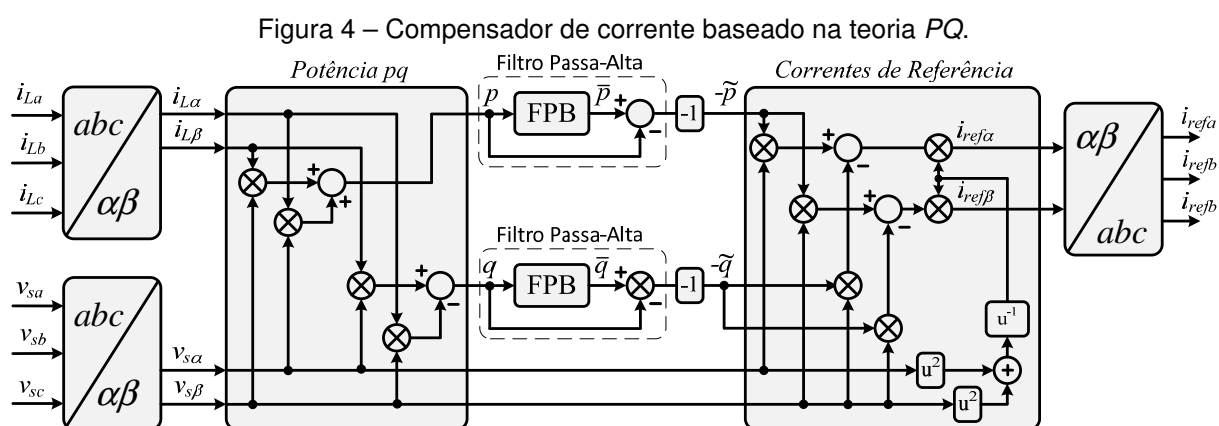 Figura 4 – Compensador de corrente baseado na teoria PQ.
Potência pq
Filtro Passa-Alta
Correntes de Referência
i_La
i_Lb
i_Lc
abc
αβ
i_Lα
i_Lβ
+
+
p
FPB
p̅
+
-
-1
-p̃
+
-
i_refα
+
-
i_refβ
αβ
abc
i_refa
i_refb
i_refb
Filtro Passa-Alta
+
-
q
FPB
q̅
+
-
-1
-q̃
v_sa
v_sb
v_sc
abc
αβ
v_sα
v_sβ
u⁻¹
u²
+
u²